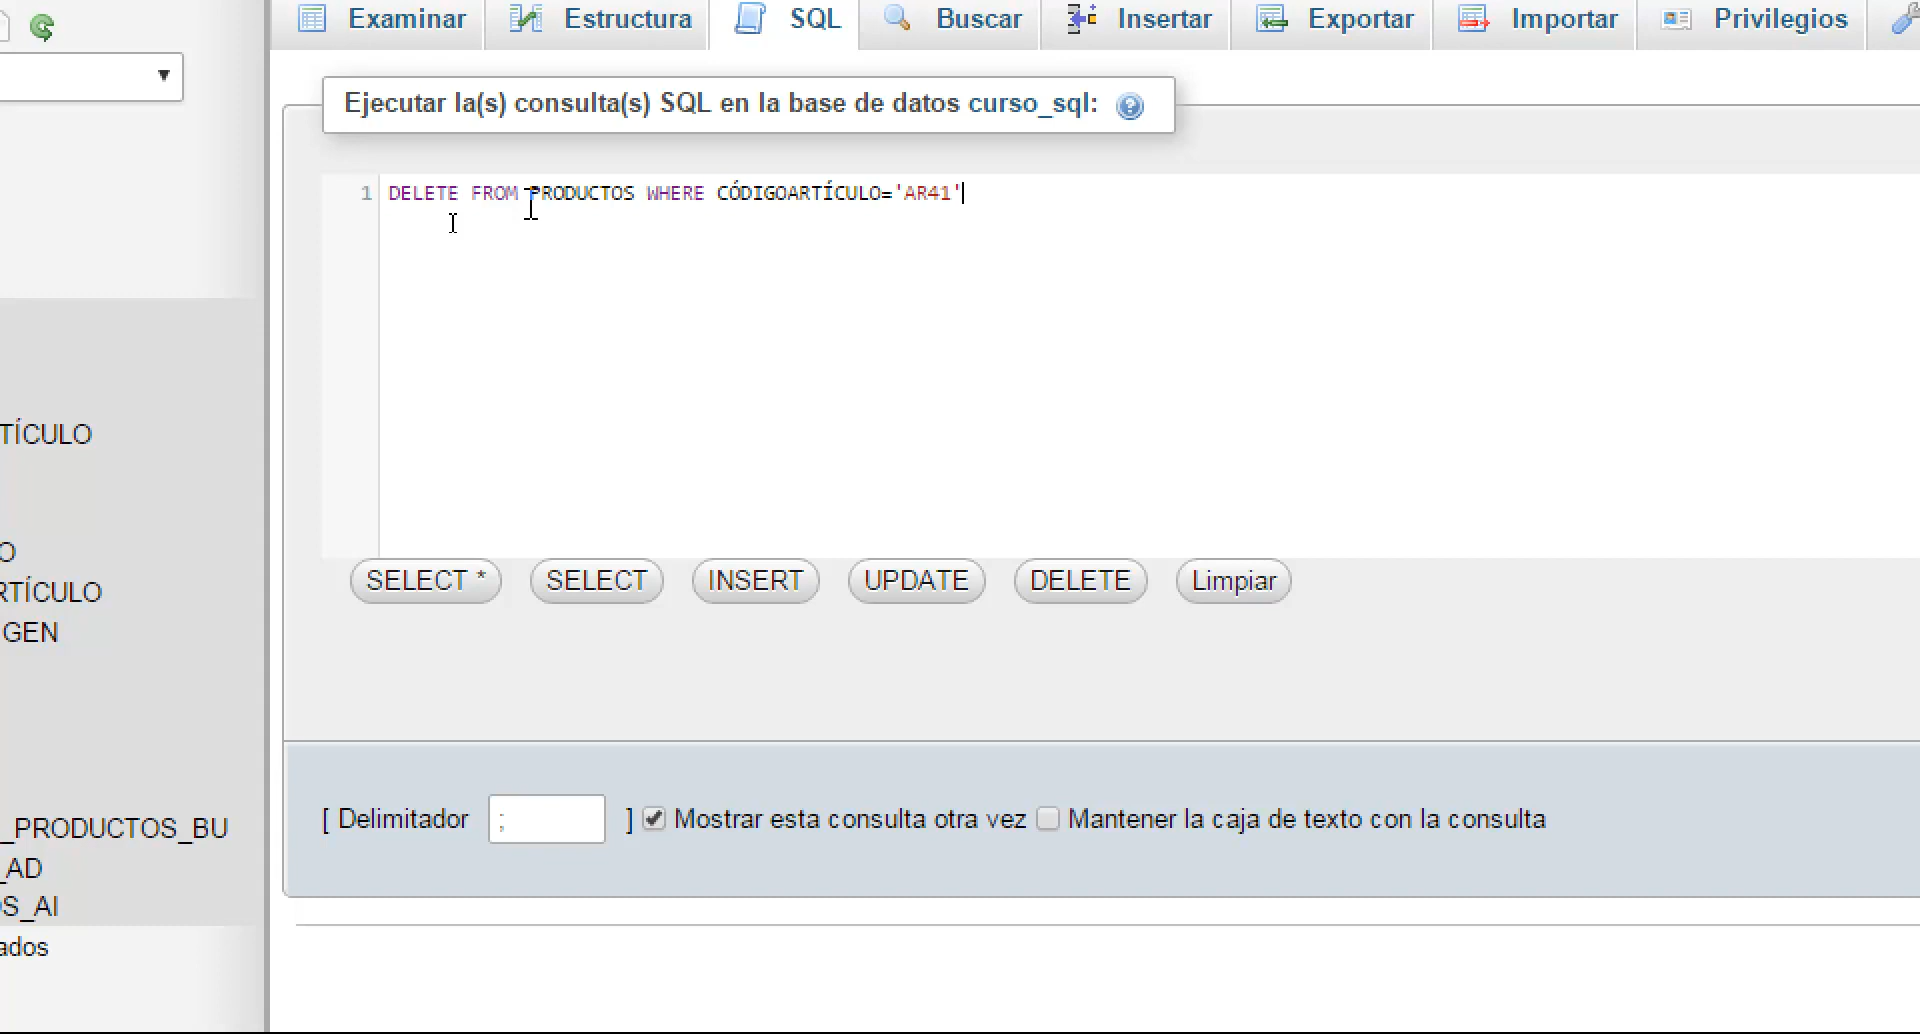 Examinar
Estructura
SQL
Buscar
Insertar
Exportar
Importar
Privilegios
Ejecutar la(s) consulta(s) SQL en la base de datos curso_sql:
1 DELETE FROM PRODUCTOS WHERE CÓDIGOARTÍCULO='AR41'
TÍCULO
O
RTÍCULO
GEN
_PRODUCTOS_BU
_AD
OS_AI
ados
SELECT *
SELECT
INSERT
UPDATE
DELETE
Limpiar
[ Delimitador ; ] Mostrar esta consulta otra vez Mantener la caja de texto con la consulta